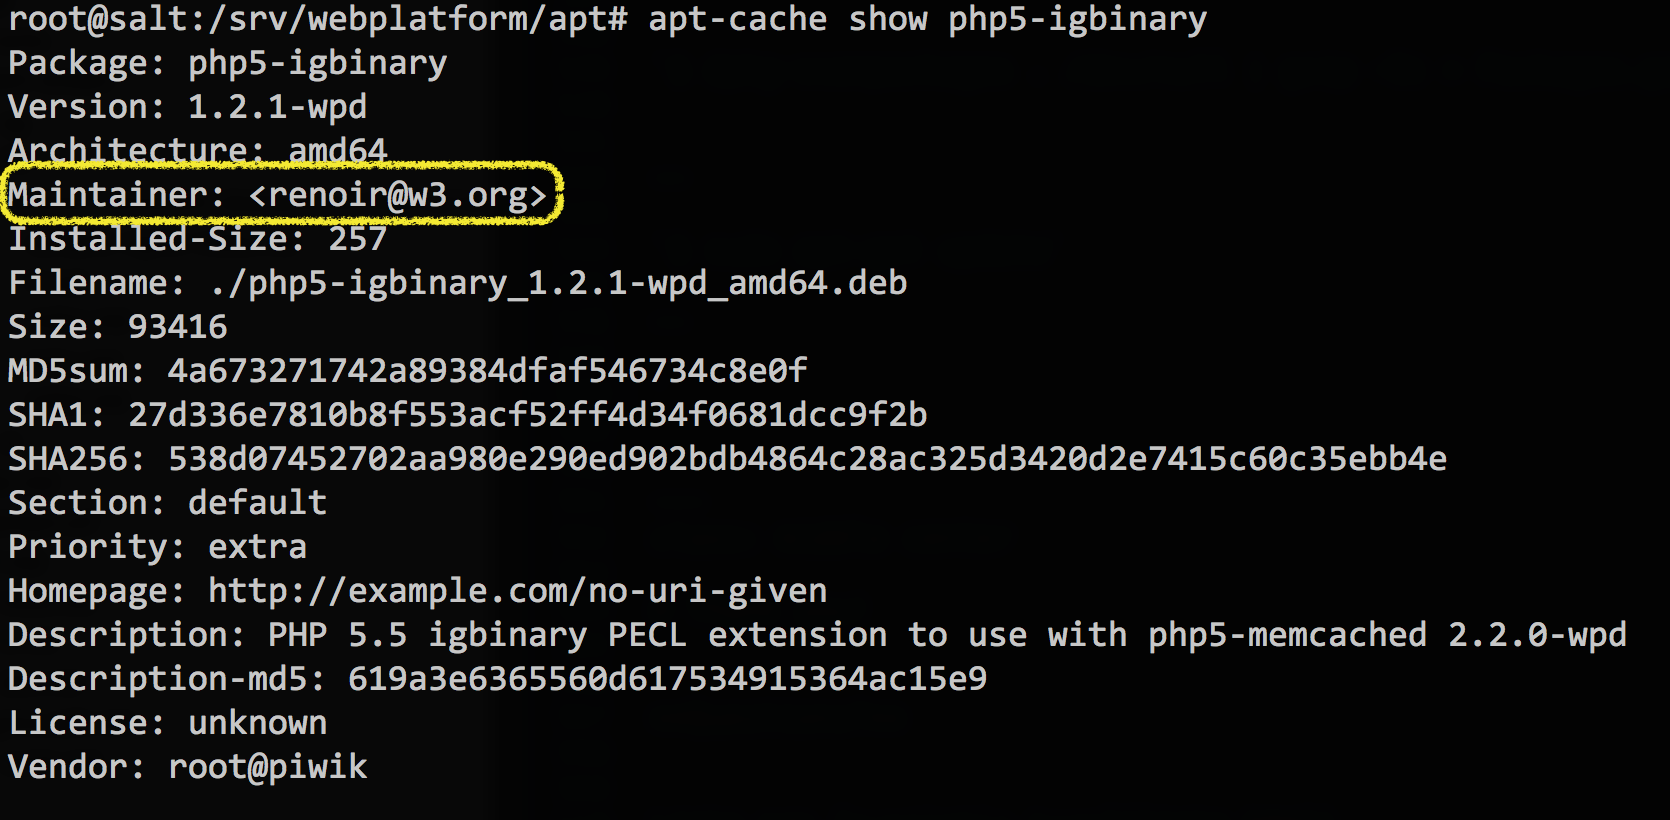 root@salt:/srv/webplatform/apt# apt-cache show php5-igbinary
Package: php5-igbinary
Version: 1.2.1-wpd
Architecture: amd64
Maintainer: <renoir@w3.org>
Installed-Size: 257
Filename: ./php5-igbinary_1.2.1-wpd_amd64.deb
Size: 93416
MD5sum: 4a673271742a89384dfaf546734c8e0f
SHA1: 27d336e7810b8f553acf52ff4d34f0681dcc9f2b
SHA256: 538d07452702aa980e290ed902bdb4864c28ac325d3420d2e7415c60c35ebb4e
Section: default
Priority: extra
Homepage: http://example.com/no-uri-given
Description: PHP 5.5 igbinary PECL extension to use with php5-memcached 2.2.0-wpd
Description-md5: 619a3e6365560d617534915364ac15e9
License: unknown
Vendor: root@piwik